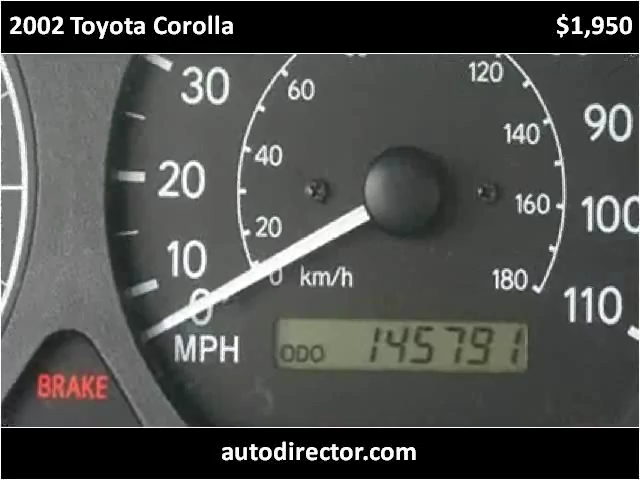 2002 Toyota Corolla $1,950
30 60 120 90
20 40 140 100
10 20 160
0 0 km/h 180 110
MPH ODO 145791
BRAKE
autodirector.com